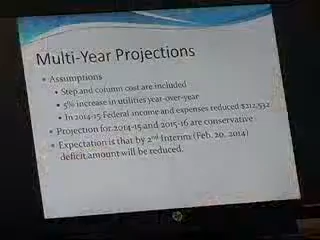 Multi-Year Projections
Assumptions
Step and column cost are included
5% increase in utilities year-over-year
In 2014-15 Federal income and expenses reduced $212,532
Projection for 2014-15 and 2015-16 are conservative
Expectation is that by 2nd Interim (Feb. 20, 2014)
deficit amount will be reduced.
hp